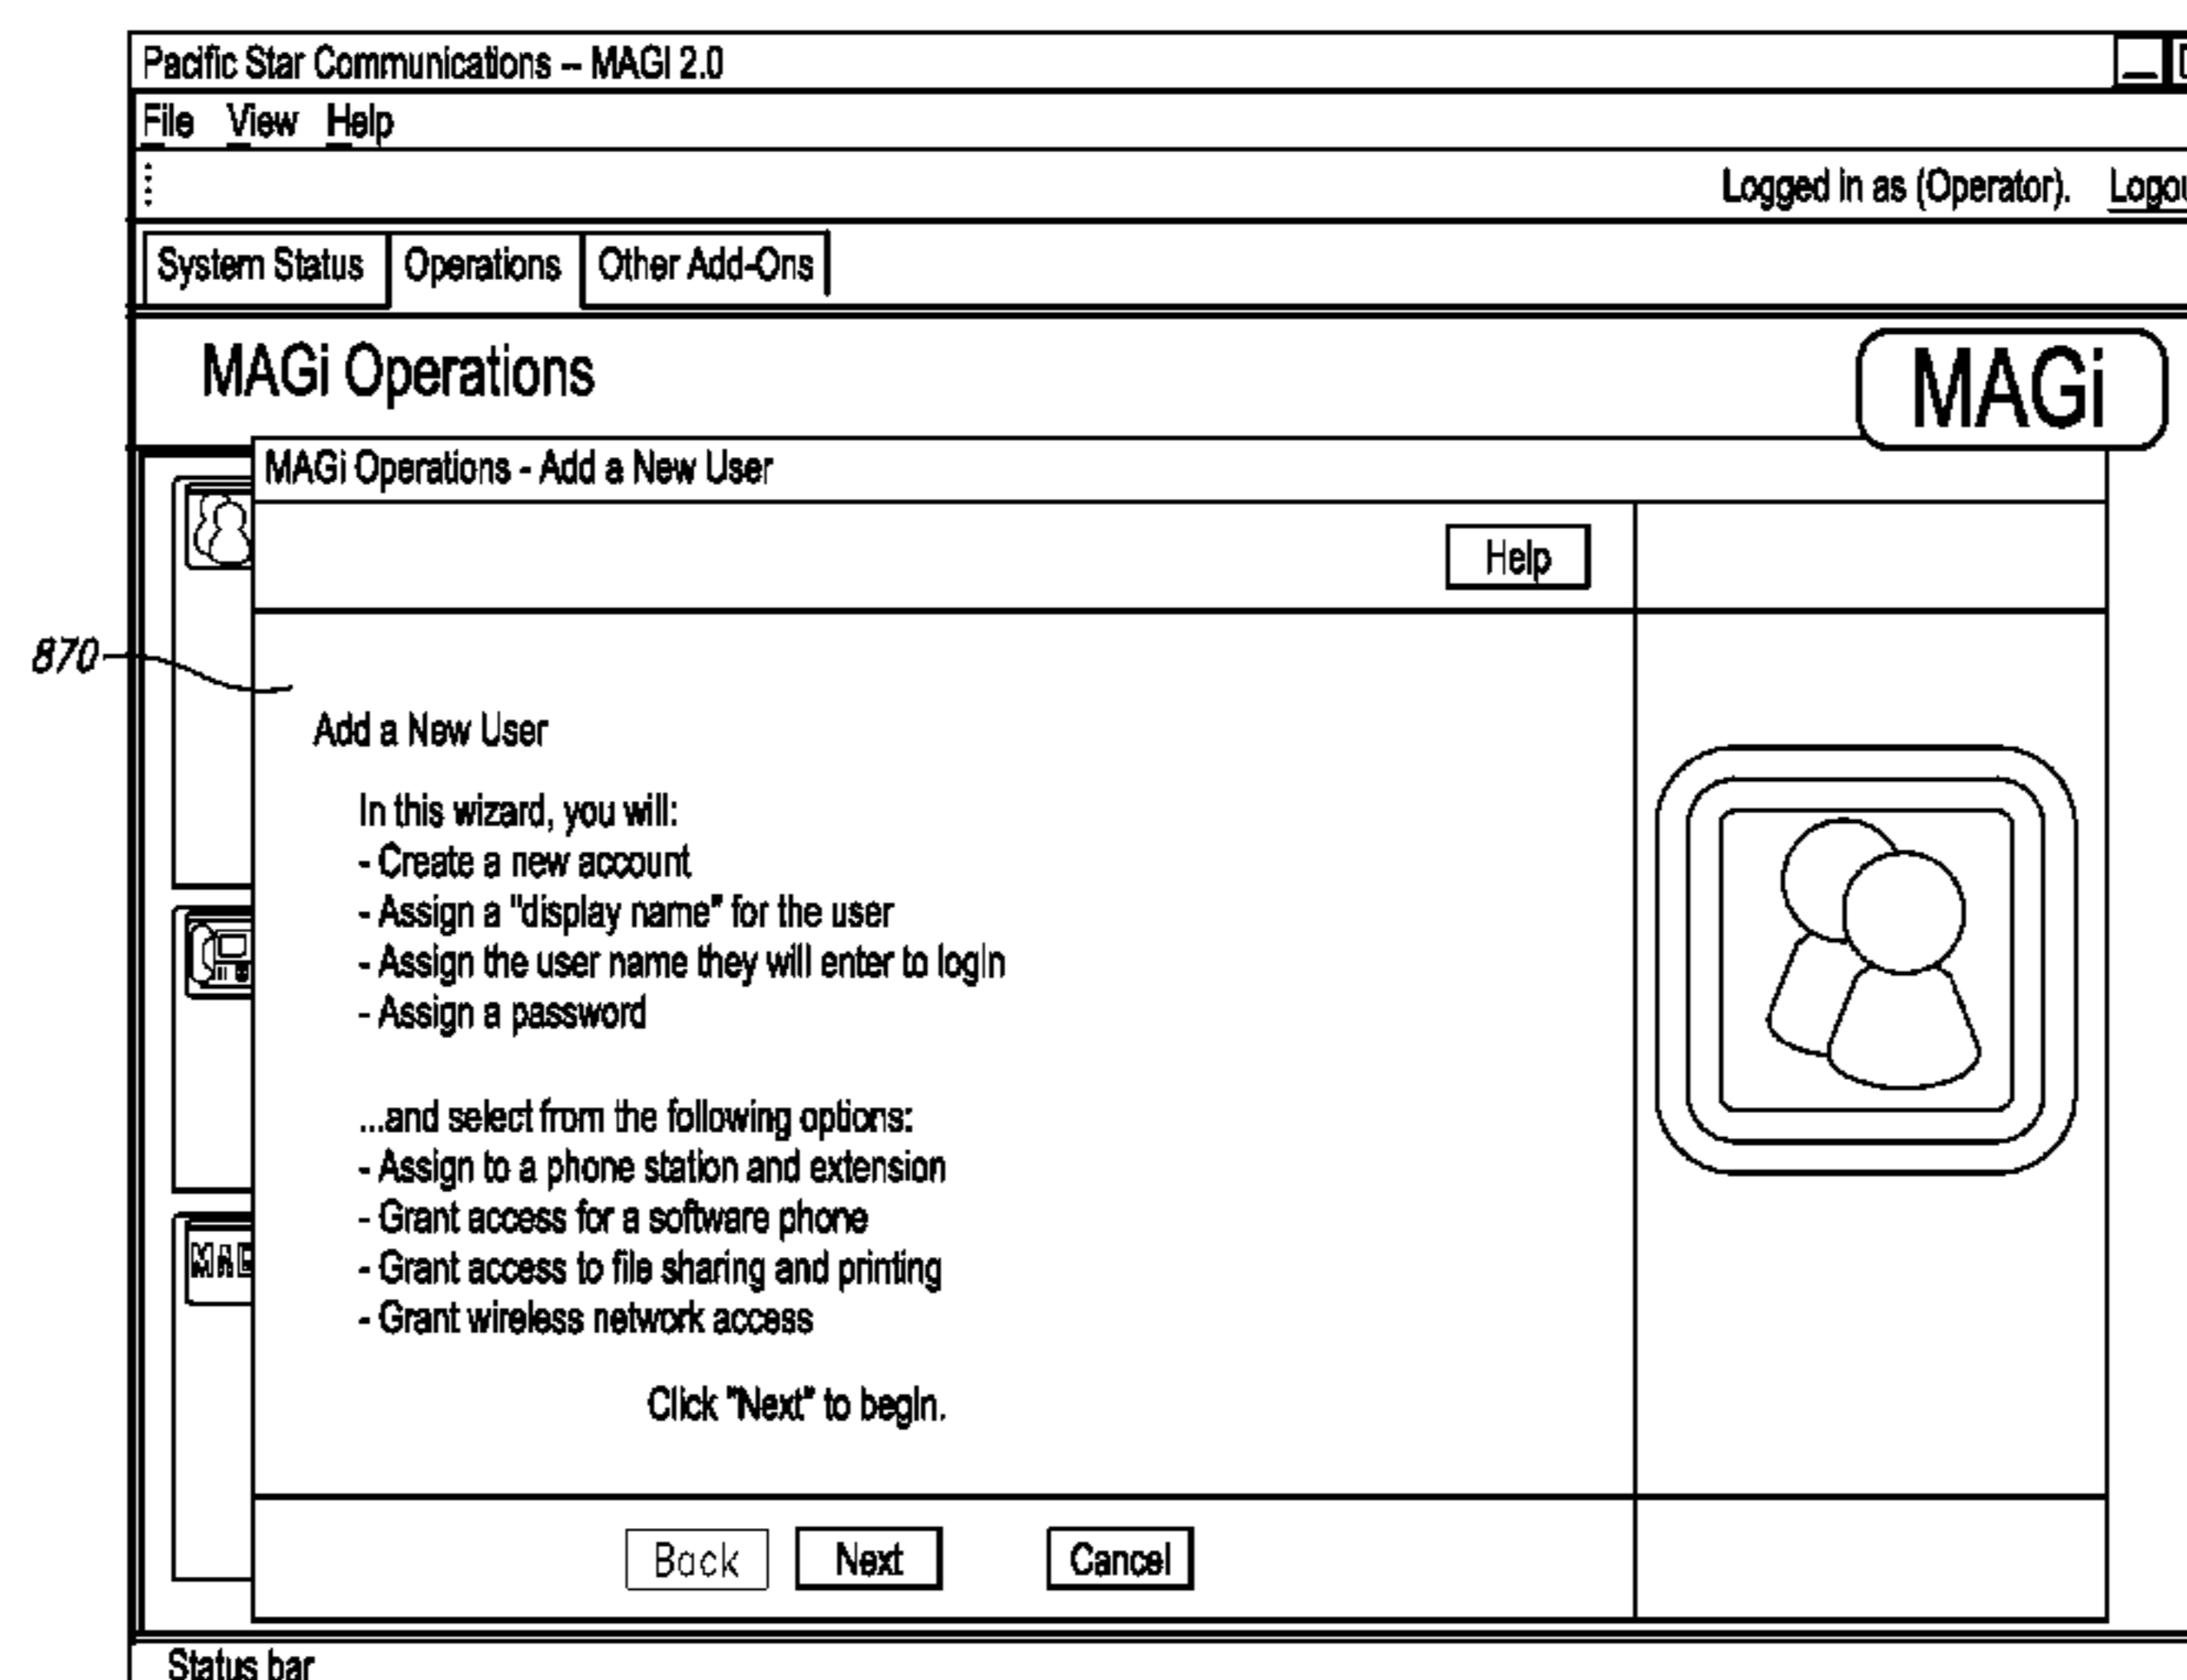 Pacific Star Communications -- MAGI 2.0
File View Help
Logged in as (Operator).
System Status Operations Other Add-Ons
MAGi Operations
MAGi
MAGi Operations - Add a New User
Help
870
Add a New User
In this wizard, you will:
- Create a new account
- Assign a "display name" for the user
- Assign the user name they will enter to login
- Assign a password
...and select from the following options:
- Assign to a phone station and extension
- Grant access for a software phone
- Grant access to file sharing and printing
- Grant wireless network access
Click "Next" to begin.
Back Next Cancel
Status bar